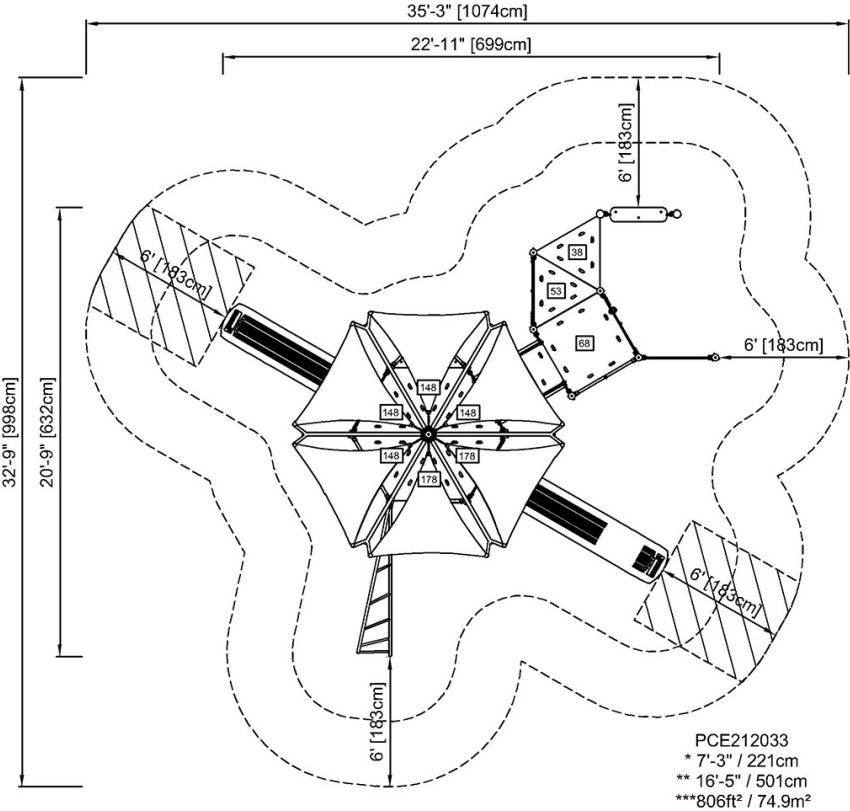 35'-3" [1074cm]
22'-11" [699cm]
6' [183cm]
38
6' [183cm]
53
68
6' [183cm]
148
148
148
32'-9" [998cm]
20'-9" [632cm]
148
178
178
6' [183cm]
6' [183cm]
PCE212033
* 7'-3" / 221cm
** 16'-5" / 501cm
***806ft² / 74.9m²